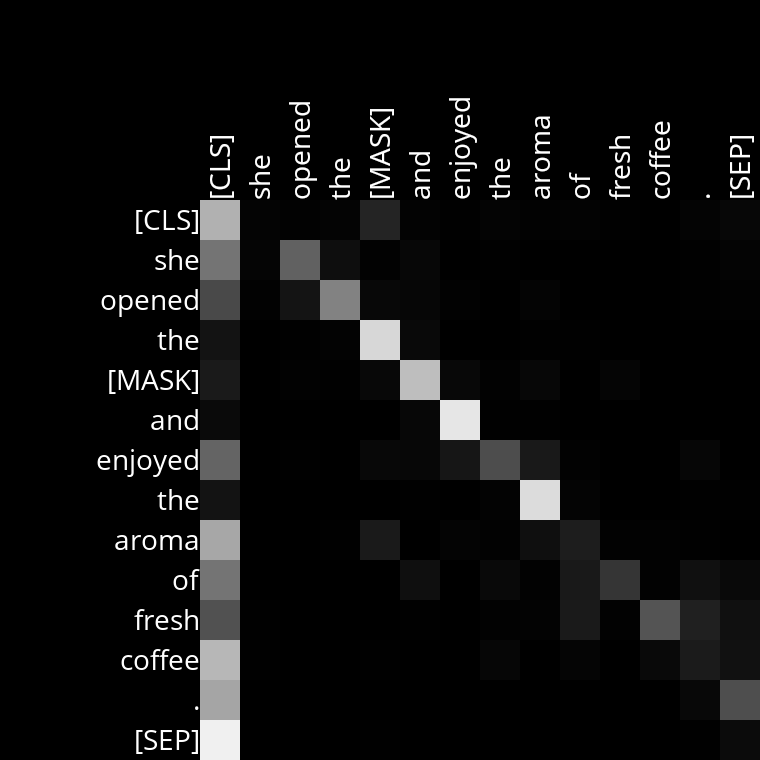 [CLS]
she
opened
the
[MASK]
and
enjoyed
the
aroma
of
fresh
coffee
.
[SEP]
[CLS]
she
opened
the
[MASK]
and
enjoyed
the
aroma
of
fresh
coffee
.
[SEP]